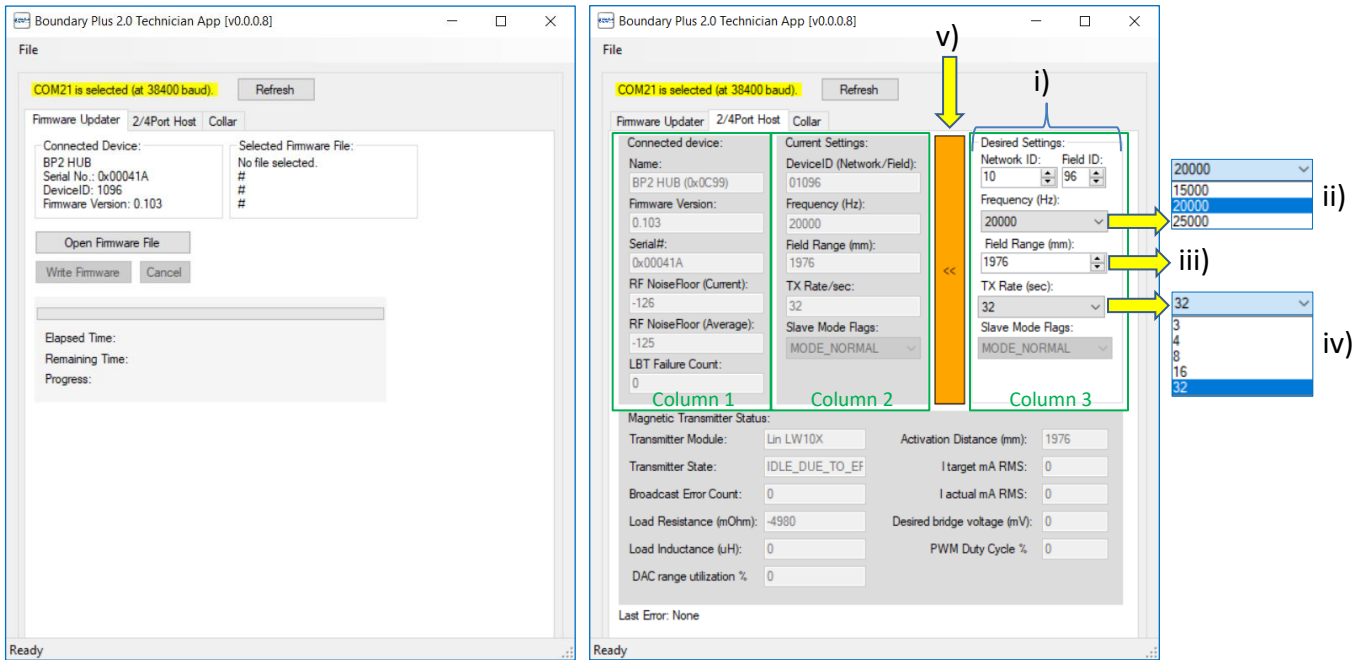 Boundary Plus 2.0 Technician App [v0.0.0.8]
File
COM21 is selected (at 38400 baud).
Refresh
Firmware Updater
2/4Port Host
Collar
Connected Device:
BP2 HUB
Serial No.: 0x00041A
DeviceID: 1096
Firmware Version: 0.103
Selected Firmware File:
No file selected.
#
#
#
Open Firmware File
Write Firmware
Cancel
Elapsed Time:
Remaining Time:
Progress:
Ready
Boundary Plus 2.0 Technician App [v0.0.0.8]
File
v)
COM21 is selected (at 38400 baud).
Refresh
i)
Firmware Updater
2/4Port Host
Collar
Connected device:
Name:
BP2 HUB (0x0C99)
Firmware Version:
0.103
Serial#:
0x00041A
RF NoiseFloor (Current):
-126
RF NoiseFloor (Average):
-125
LBT Failure Count:
0
Column 1
Current Settings:
DeviceID (Network/Field):
01096
Frequency (Hz):
20000
Field Range (mm):
1976
TX Rate/sec:
32
Slave Mode Flags:
MODE_NORMAL
Column 2
<<
Desired Settings:
Network ID:
Field ID:
10
96
Frequency (Hz):
20000
Field Range (mm):
1976
TX Rate (sec):
32
Slave Mode Flags:
MODE_NORMAL
Column 3
20000
15000
20000
25000
ii)
iii)
32
3
4
8
16
32
iv)
Magnetic Transmitter Status:
Transmitter Module:
Lin LW10X
Activation Distance (mm):
1976
Transmitter State:
IDLE_DUE_TO_EF
I target mA RMS:
0
Broadcast Error Count:
0
I actual mA RMS:
0
Load Resistance (mOhm):
-4980
Desired bridge voltage (mV):
0
Load Inductance (uH):
0
PWM Duty Cycle %
0
DAC range utilization %
0
Last Error: None
Ready